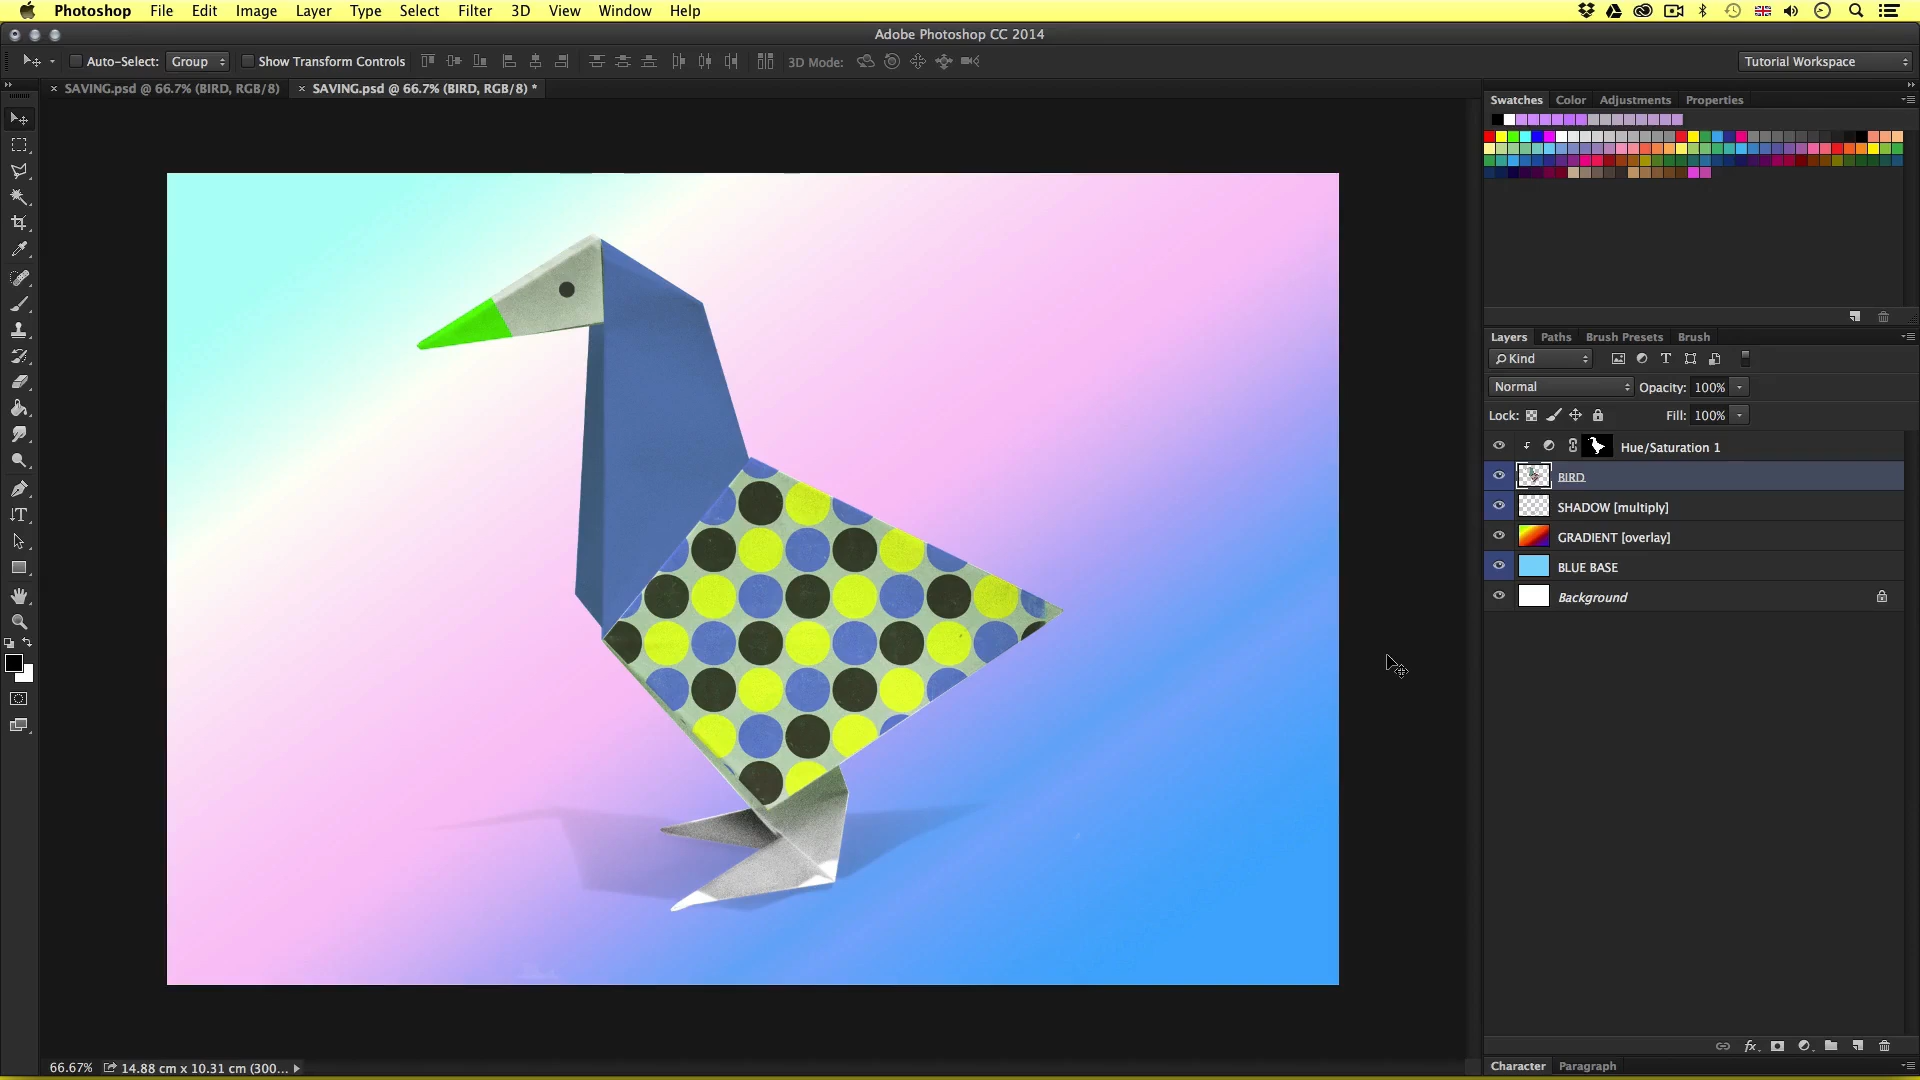 Photoshop File Edit Image Layer Type Select Filter 3D View Window Help
Adobe Photoshop CC 2014
Auto-Select: Group Show Transform Controls 3D Mode: Tutorial Workspace
SAVING.psd @ 66.7% (BIRD, RGB/8) SAVING.psd @ 66.7% (BIRD, RGB/8) *
Swatches Color Adjustments Properties
Layers Paths Brush Presets Brush
Kind
Normal Opacity: 100%
Lock: Fill: 100%
Hue/Saturation 1
BIRD
SHADOW [multiply]
GRADIENT [overlay]
BLUE BASE
Background
66.67% 14.88 cm x 10.31 cm (300...
Character Paragraph